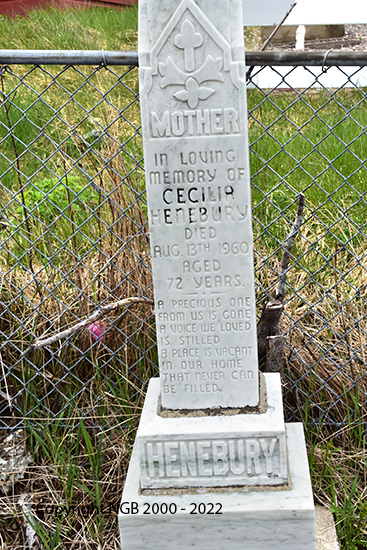 MOTHER
IN LOVING
MEMORY OF
CECILIA
HENEBURY
DIED
AUG. 13TH 1960
AGED
72 YEARS.
A PRECIOUS ONE
FROM US IS GONE
A VOICE WE LOVED
IS STILLED
A PLACE IS VACANT
IN OUR HOME
THAT NEVER CAN
BE FILLED.
HENEBURY
Copyright NGB 2000 - 2022